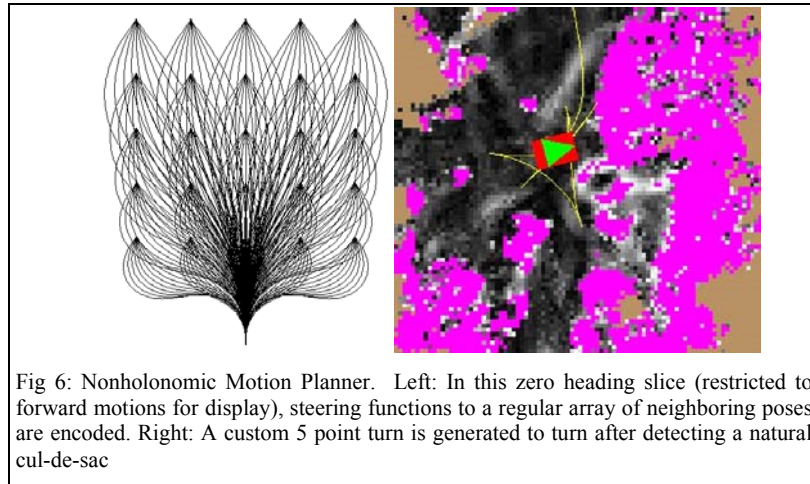 Fig 6: Nonholonomic Motion Planner. Left: In this zero heading slice (restricted to
forward motions for display), steering functions to a regular array of neighboring poses
are encoded. Right: A custom 5 point turn is generated to turn after detecting a natural
cul-de-sac